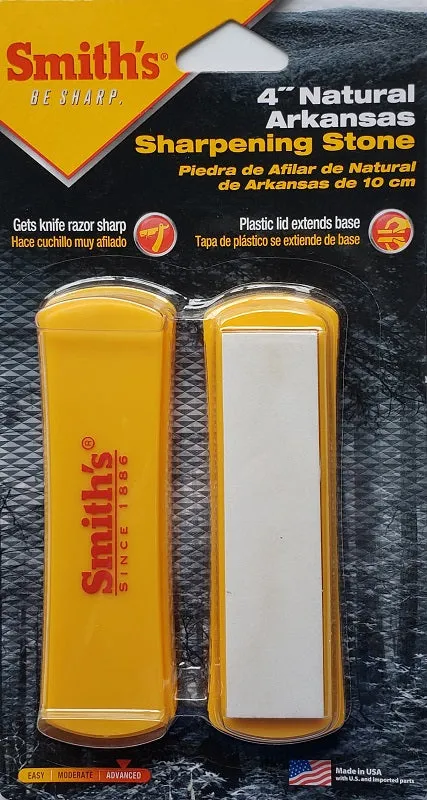 Smith's®
BE SHARP.
4" Natural
Arkansas
Sharpening Stone
Piedra de Afilar de Natural
de Arkansas de 10 cm
Gets knife razor sharp
Hace cuchillo muy afilado
Plastic lid extends base
Tapa de plástico se extiende de base
Smith's®
SINCE 1886
EASY | MODERATE | ADVANCED
Made in USA
with U.S. and imported parts